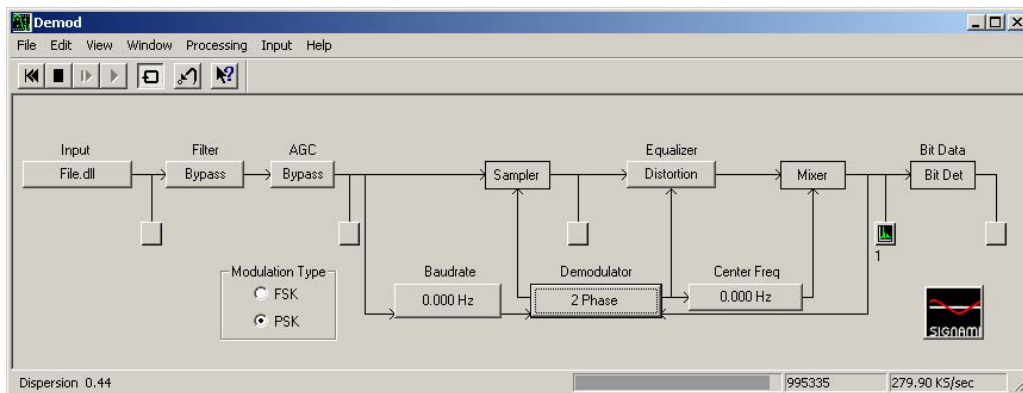 Demod
File Edit View Window Processing Input Help
Input Filter AGC Equalizer Bit Data
File.dll Bypass Bypass Sampler Distortion Mixer Bit Det
1
Modulation Type Baudrate Demodulator Center Freq
FSK
0.000 Hz 2 Phase 0.000 Hz
PSK
SIGNAMI
Dispersion 0.44 995335 279.90 KS/sec